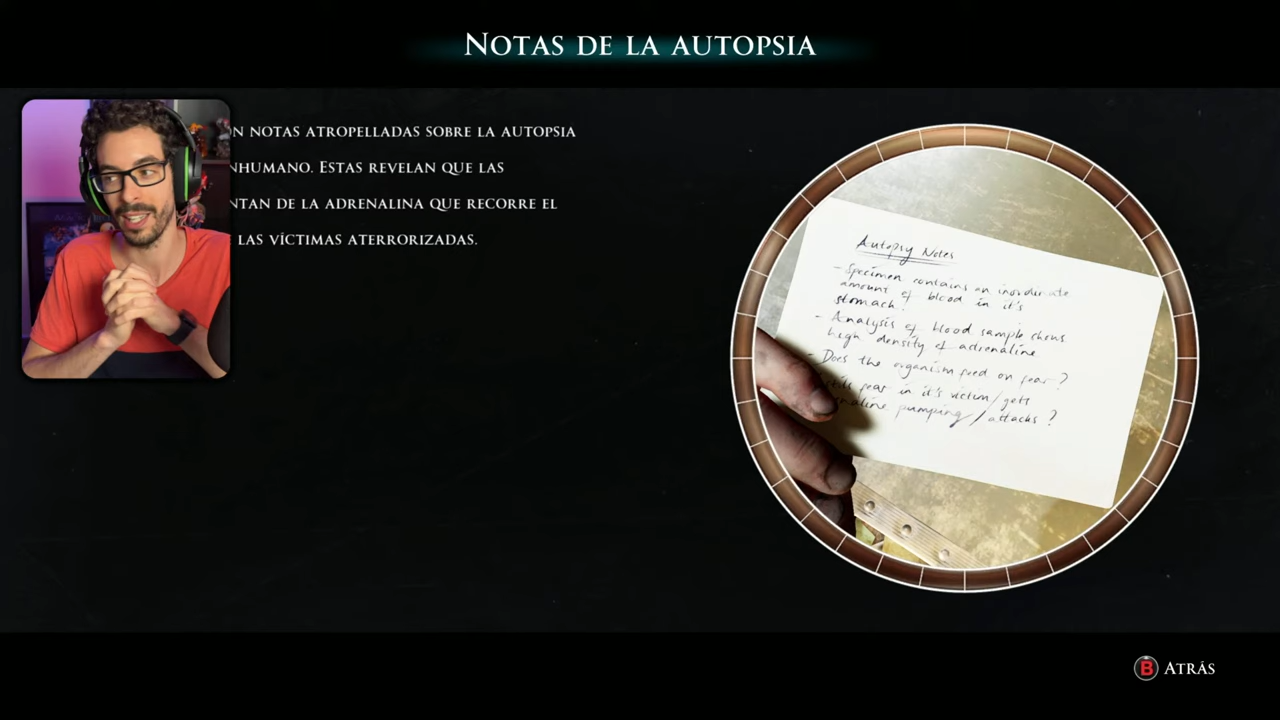 Notas de la autopsia
N NOTAS ATROPELLADAS SOBRE LA AUTOPSIA
NHUMANO. ESTAS REVELAN QUE LAS
NTAN DE LA ADRENALINA QUE RECORRE EL
LAS VÍCTIMAS ATERRORIZADAS.
Autopsy Notes
- Specimen contains an inordinate
amount of blood in it's
stomach!
- Analysis of blood sample shows
high density of adrenaline
- Does the organism feed on fear?
fear in it's victim/gets
pumping/attacks?
B Atrás